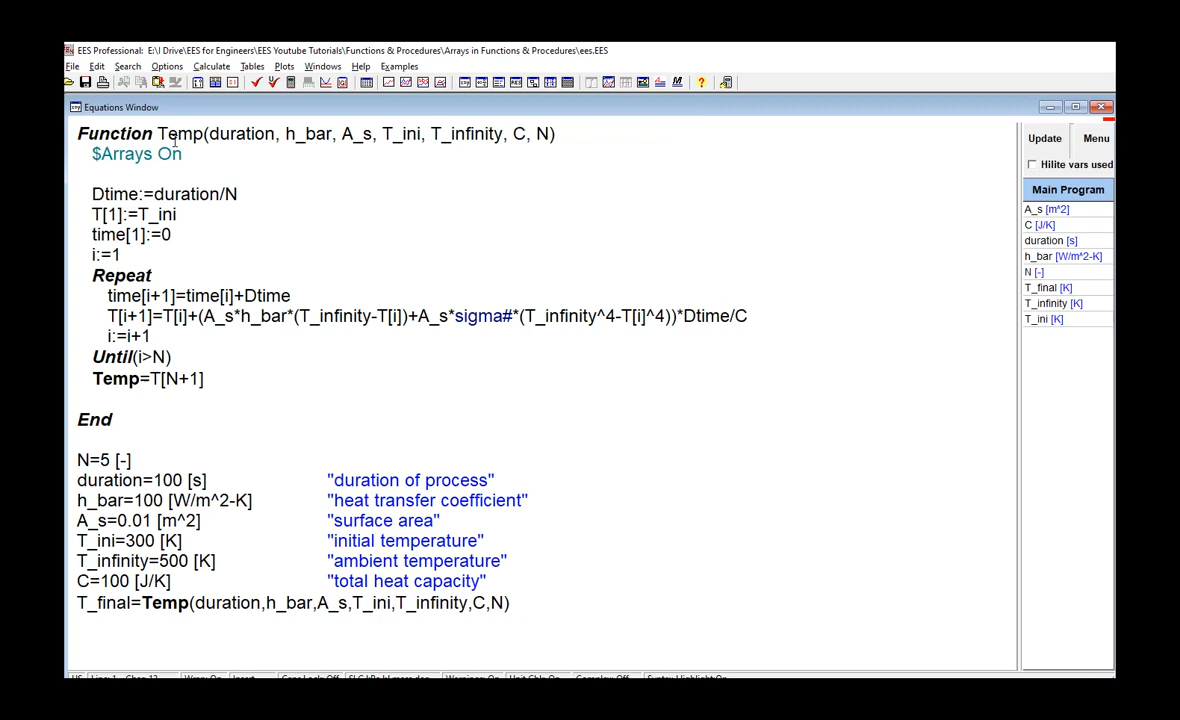 EES Professional: E:\I Drive\EES for Engineers\EES Youtube Tutorials\Functions & Procedures\Arrays in Functions & Procedures\ees.EES
File Edit Search Options Calculate Tables Plots Windows Help Examples
Equations Window
Function Temp(duration, h_bar, A_s, T_ini, T_infinity, C, N)
$Arrays On
Dtime:=duration/N
T[1]:=T_ini
time[1]:=0
i:=1
Repeat
time[i+1]=time[i]+Dtime
T[i+1]=T[i]+(A_s*h_bar*(T_infinity-T[i])+A_s*sigma#*(T_infinity^4-T[i]^4))*Dtime/C
i:=i+1
Until(i>N)
Temp=T[N+1]
End
N=5 [-]
duration=100 [s] "duration of process"
h_bar=100 [W/m^2-K] "heat transfer coefficient"
A_s=0.01 [m^2] "surface area"
T_ini=300 [K] "initial temperature"
T_infinity=500 [K] "ambient temperature"
C=100 [J/K] "total heat capacity"
T_final=Temp(duration,h_bar,A_s,T_ini,T_infinity,C,N)
Update Menu
Hilite vars used
Main Program
A_s [m^2]
C [J/K]
duration [s]
h_bar [W/m^2-K]
N [-]
T_final [K]
T_infinity [K]
T_ini [K]